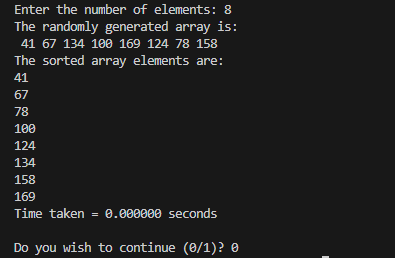 Enter the number of elements: 8
The randomly generated array is:
 41 67 134 100 169 124 78 158
The sorted array elements are:
41
67
78
100
124
134
158
169
Time taken = 0.000000 seconds

Do you wish to continue (0/1)? 0